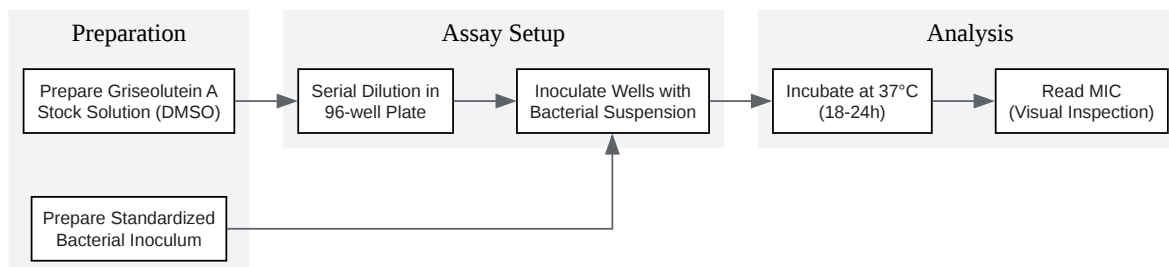 Preparation
Prepare Griseolutein A
Stock Solution (DMSO)
Prepare Standardized
Bacterial Inoculum
Assay Setup
Serial Dilution in
96-well Plate
Inoculate Wells with
Bacterial Suspension
Analysis
Incubate at 37°C
(18-24h)
Read MIC
(Visual Inspection)